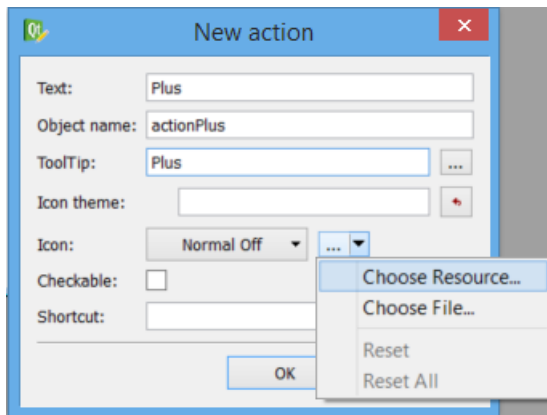 New action
Text: Plus
Object name: actionPlus
ToolTip: Plus ...
Icon theme:
Icon: Normal Off ...
Choose Resource...
Checkable:
Choose File...
Shortcut:
Reset
OK
Reset All